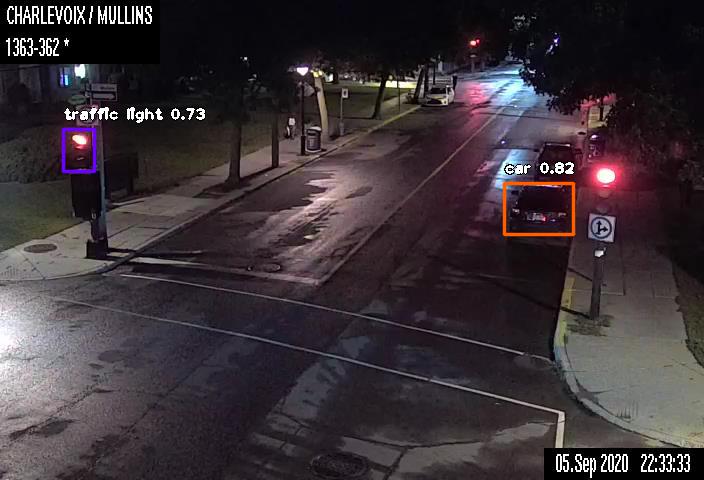 CHARLEVOIX / MULLINS
1363-362 *
traffic light 0.73
car 0.82
05.Sep 2020 22:33:33